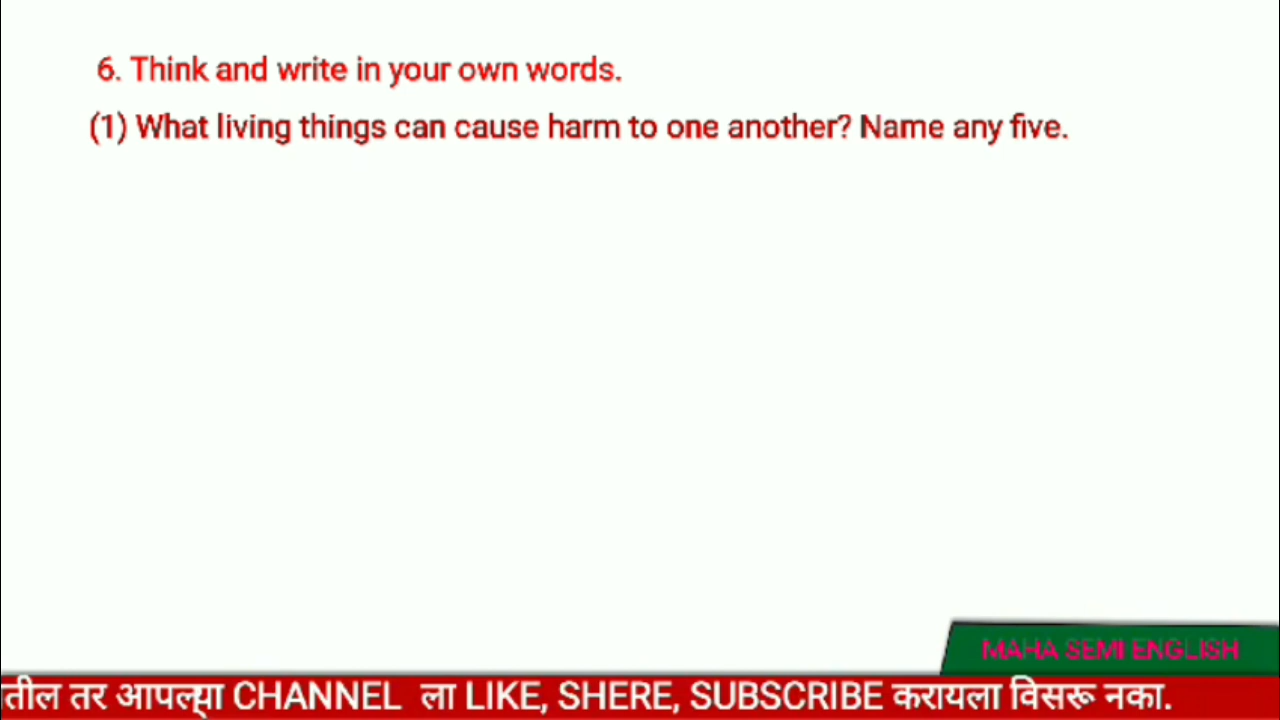 6. Think and write in your own words.
(1) What living things can cause harm to one another? Name any five.
MAHA SEMI ENGLISH
तील तर आपल्या CHANNEL ला LIKE, SHERE, SUBSCRIBE करायला विसरू नका.